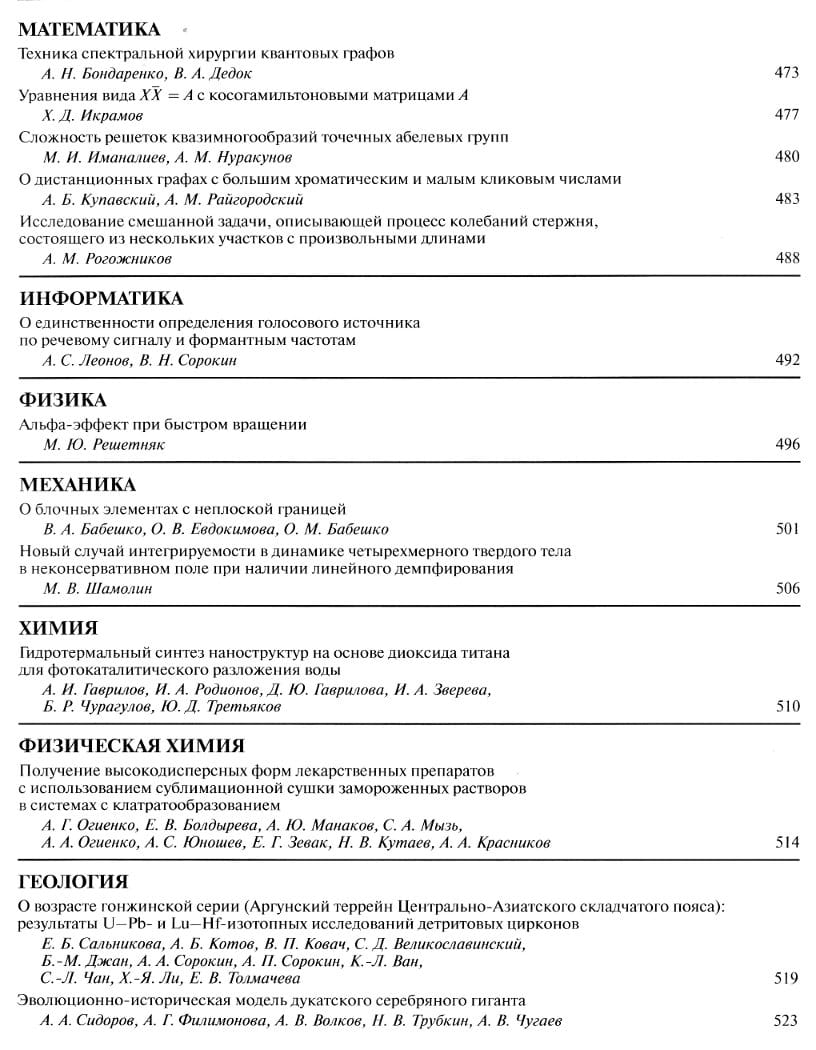 МАТЕМАТИКА
Техника спектральной хирургии квантовых графов
А. Н. Бондаренко, В. А. Дедок 473
Уравнения вида XX̅ = A с косогамильтоновыми матрицами A
Х. Д. Икрамов 477
Сложность решеток квазимногообразий точечных абелевых групп
М. И. Иманалиев, А. М. Нуракунов 480
О дистанционных графах с большим хроматическим и малым кликовым числами
А. Б. Купавский, А. М. Райгородский 483
Исследование смешанной задачи, описывающей процесс колебаний стержня,
состоящего из нескольких участков с произвольными длинами
А. М. Рогожников 488
ИНФОРМАТИКА
О единственности определения голосового источника
по речевому сигналу и формантным частотам
А. С. Леонов, В. Н. Сорокин 492
ФИЗИКА
Альфа-эффект при быстром вращении
М. Ю. Решетняк 496
МЕХАНИКА
О блочных элементах с неплоской границей
В. А. Бабешко, О. В. Евдокимова, О. М. Бабешко 501
Новый случай интегрируемости в динамике четырехмерного твердого тела
в неконсервативном поле при наличии линейного демпфирования
М. В. Шамолин 506
ХИМИЯ
Гидротермальный синтез наноструктур на основе диоксида титана
для фотокаталитического разложения воды
А. И. Гаврилов, И. А. Родионов, Д. Ю. Гаврилова, И. А. Зверева,
Б. Р. Чурагулов, Ю. Д. Третьяков 510
ФИЗИЧЕСКАЯ ХИМИЯ
Получение высокодисперсных форм лекарственных препаратов
с использованием сублимационной сушки замороженных растворов
в системах с клатратообразованием
А. Г. Огиенко, Е. В. Болдырева, А. Ю. Манаков, С. А. Мызь,
А. А. Огиенко, А. С. Юношев, Е. Г. Зевак, Н. В. Кутаев, А. А. Красников 514
ГЕОЛОГИЯ
О возрасте гонжинской серии (Аргунский террейн Центрально-Азиатского складчатого пояса):
результаты U—Pb- и Lu—Hf-изотопных исследований детритовых цирконов
Е. Б. Сальникова, А. Б. Котов, В. П. Ковач, С. Д. Великославинский,
Б.-М. Джан, А. А. Сорокин, А. П. Сорокин, К.-Л. Ван,
С.-Л. Чан, Х.-Я. Ли, Е. В. Толмачева 519
Эволюционно-историческая модель дукатского серебряного гиганта
А. А. Сидоров, А. Г. Филимонова, А. В. Волков, Н. В. Трубкин, А. В. Чугаев 523